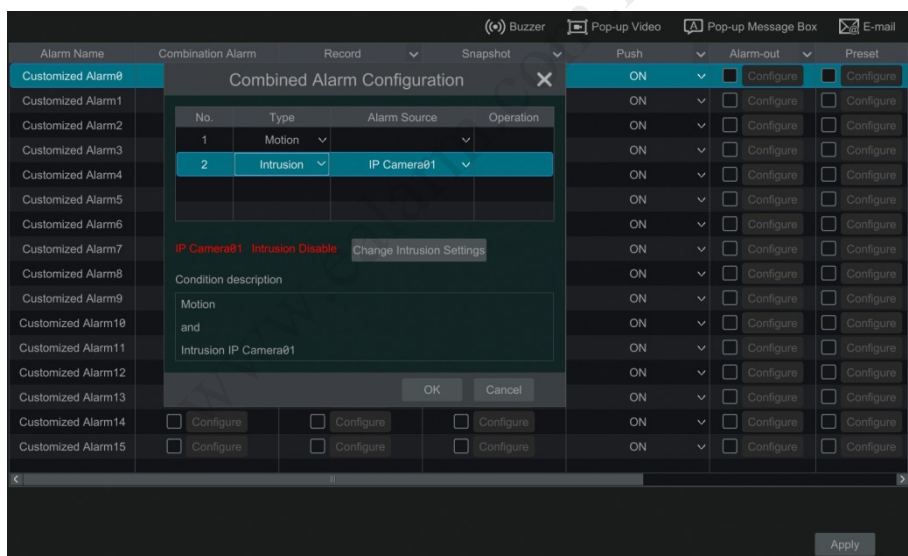 Buzzer Pop-up Video Pop-up Message Box E-mail
Alarm Name Combination Alarm Record Snapshot Push Alarm-out Preset
Customized Alarm0 ON Configure Configure
Combined Alarm Configuration
Customized Alarm1 ON Configure Configure
No. Type Alarm Source Operation
Customized Alarm2 ON Configure Configure
1 Motion
Customized Alarm3 ON Configure Configure
2 Intrusion IP Camera01
Customized Alarm4 ON Configure Configure
Customized Alarm5 ON Configure Configure
Customized Alarm6 ON Configure Configure
Customized Alarm7 ON Configure Configure
IP Camera01 Intrusion Disable Change Intrusion Settings
Customized Alarm8 ON Configure Configure
Condition description
Customized Alarm9 ON Configure Configure
Motion
Customized Alarm10 ON Configure Configure
and
Customized Alarm11 ON Configure Configure
Intrusion IP Camera01
Customized Alarm12 ON Configure Configure
Customized Alarm13 ON Configure Configure
OK Cancel
Customized Alarm14 Configure Configure Configure ON Configure Configure
Customized Alarm15 Configure Configure Configure ON Configure Configure
Apply